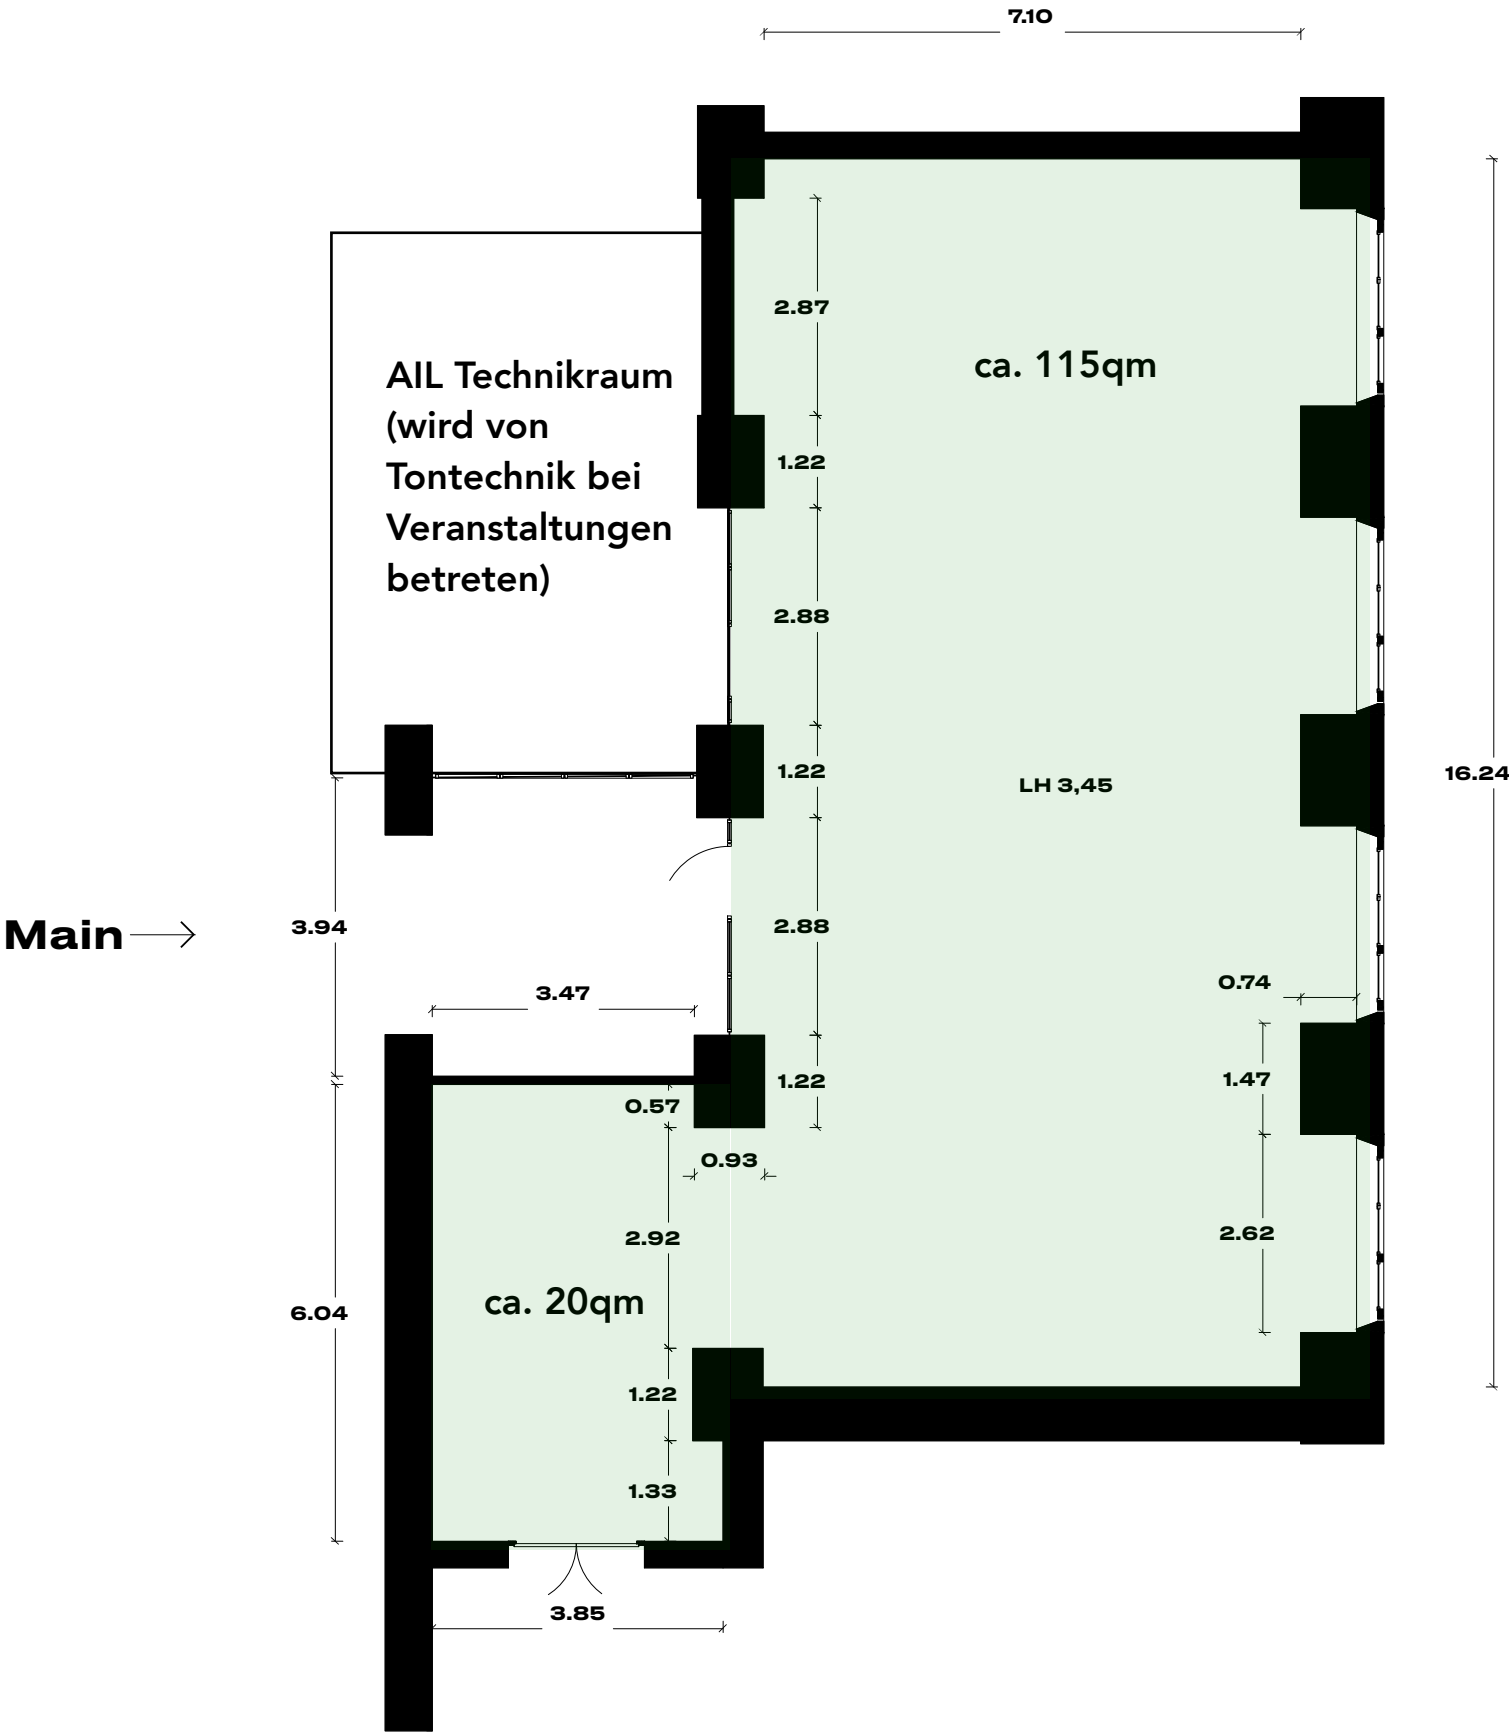 7.10
2.87
ca. 115qm
AIL Technikraum
(wird von
Tontechnik bei
Veranstaltungen
betreten)
1.22
2.88
1.22
LH 3,45
16.24
Main
3.94
2.88
0.74
3.47
1.22
1.47
0.57
0.93
2.92
2.62
ca. 20qm
6.04
1.22
1.33
3.85